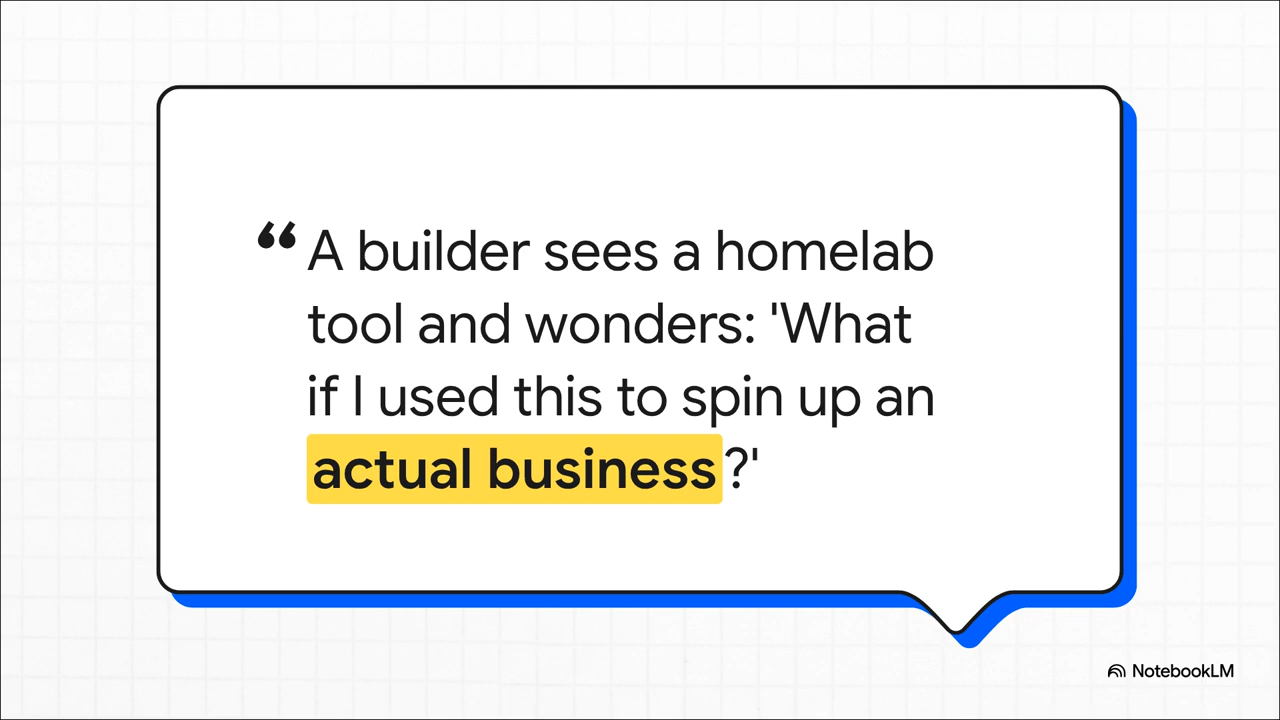 “A builder sees a homelab
tool and wonders: 'What
if I used this to spin up an
actual business?'
NotebookLM